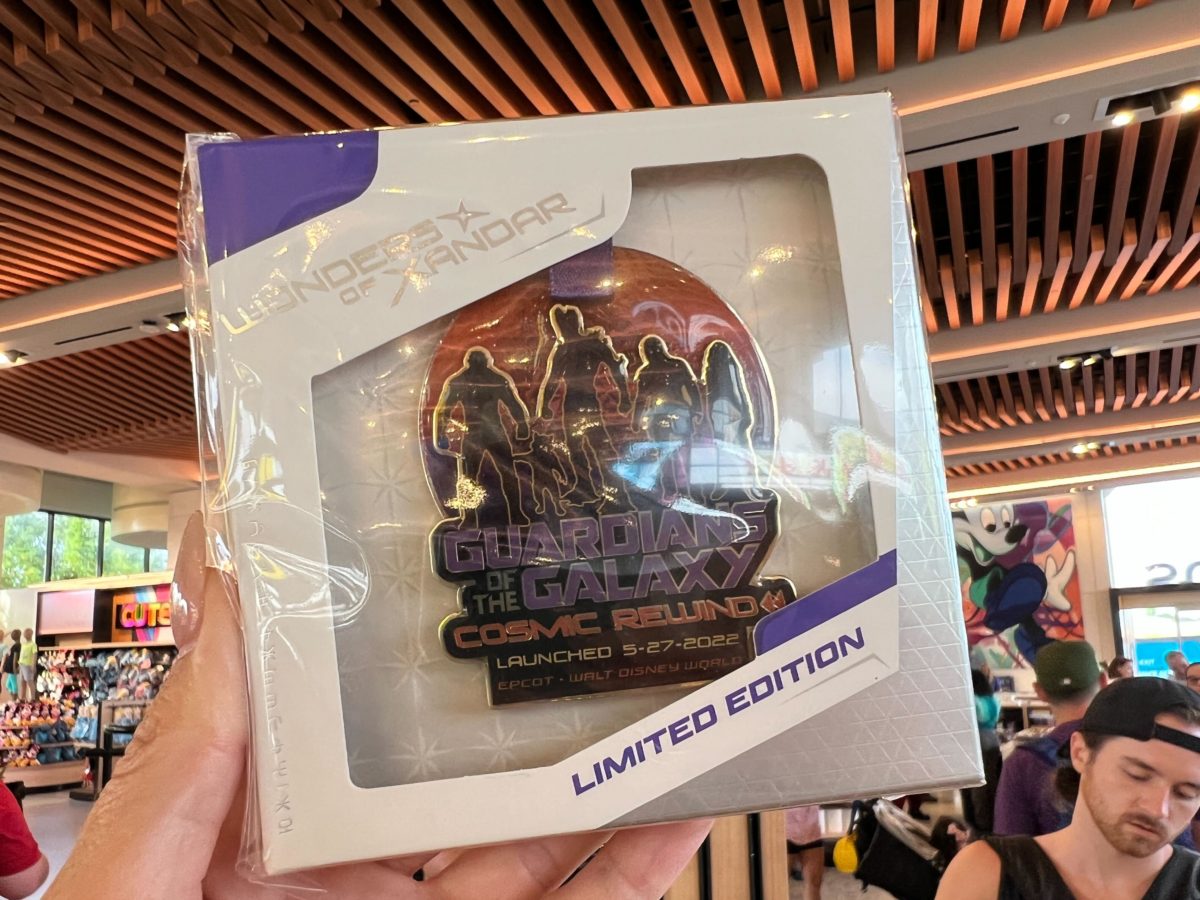 WONDERS
OF XANDAR
GUARDIANS
OF THE GALAXY
COSMIC REWIND
LAUNCHED 5-27-2022
EPCOT · WALT DISNEY WORLD
LIMITED EDITION
CUTE
EXIT